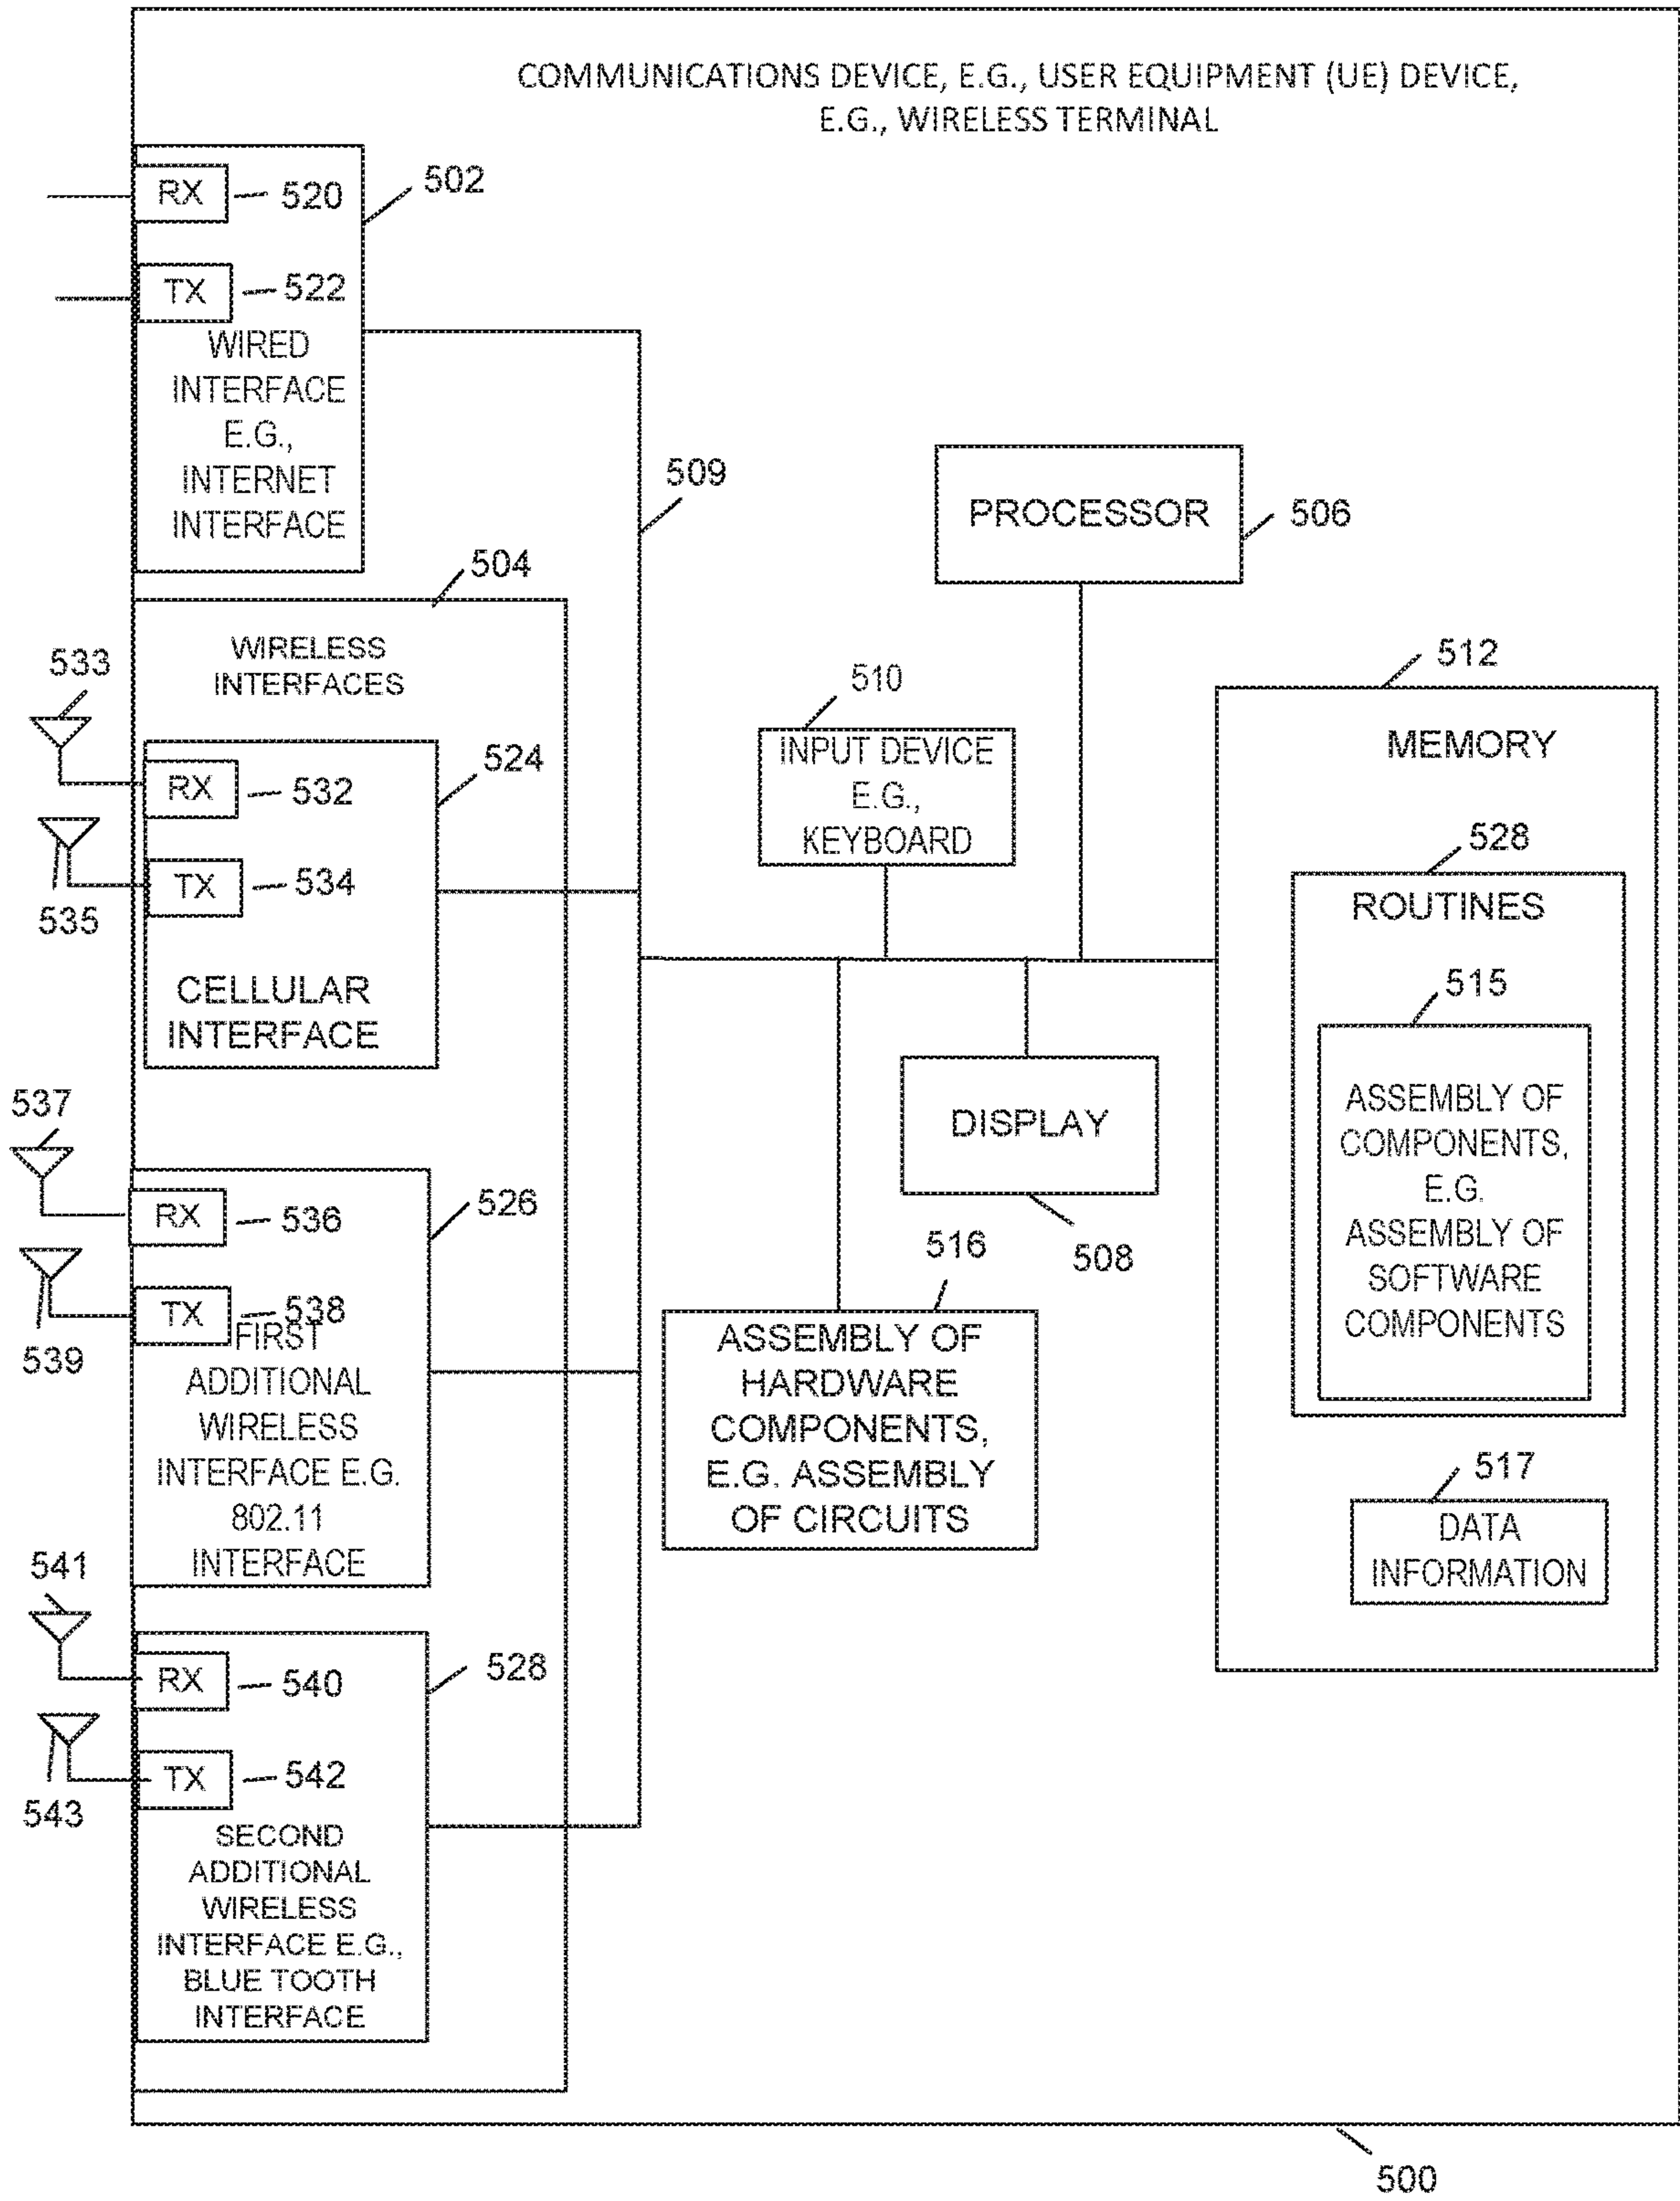 COMMUNICATIONS DEVICE, E.G., USER EQUIPMENT (UE) DEVICE,
E.G., WIRELESS TERMINAL
RX
520
502
TX
522
WIRED
INTERFACE
E.G.,
INTERNET
INTERFACE
509
PROCESSOR
506
504
WIRELESS
INTERFACES
533
RX
532
524
535
TX
534
CELLULAR
INTERFACE
510
INPUT DEVICE
E.G.,
KEYBOARD
512
MEMORY
528
ROUTINES
515
ASSEMBLY OF
COMPONENTS,
E.G.
ASSEMBLY OF
SOFTWARE
COMPONENTS
517
DATA
INFORMATION
DISPLAY
508
516
ASSEMBLY OF
HARDWARE
COMPONENTS,
E.G. ASSEMBLY
OF CIRCUITS
537
RX
536
526
539
TX
538
FIRST
ADDITIONAL
WIRELESS
INTERFACE E.G.
802.11
INTERFACE
541
RX
540
528
543
TX
542
SECOND
ADDITIONAL
WIRELESS
INTERFACE E.G.,
BLUE TOOTH
INTERFACE
500